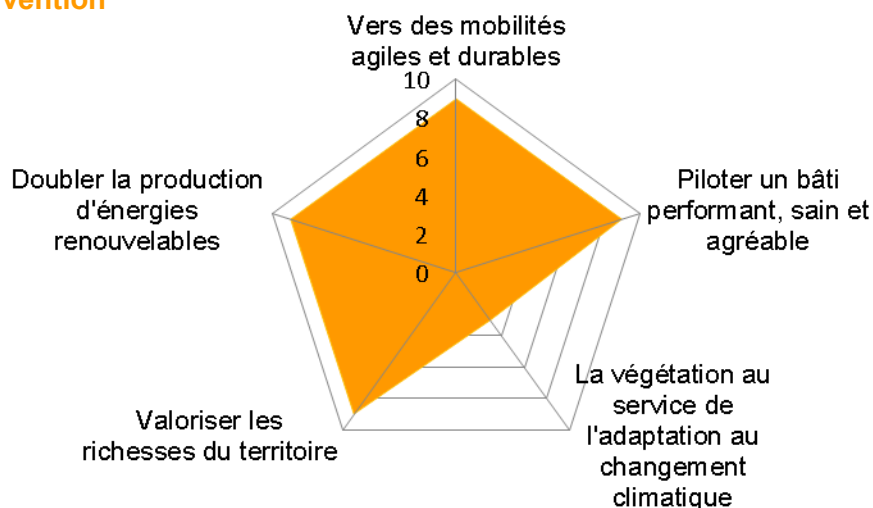 vention
Vers des mobilités
agiles et durables
10
8
6
4
2
0
Doubler la production
d'énergies
renouvelables
Piloter un bâti
performant, sain et
agréable
Valoriser les
richesses du territoire
La végétation au
service de
l'adaptation au
changement
climatique